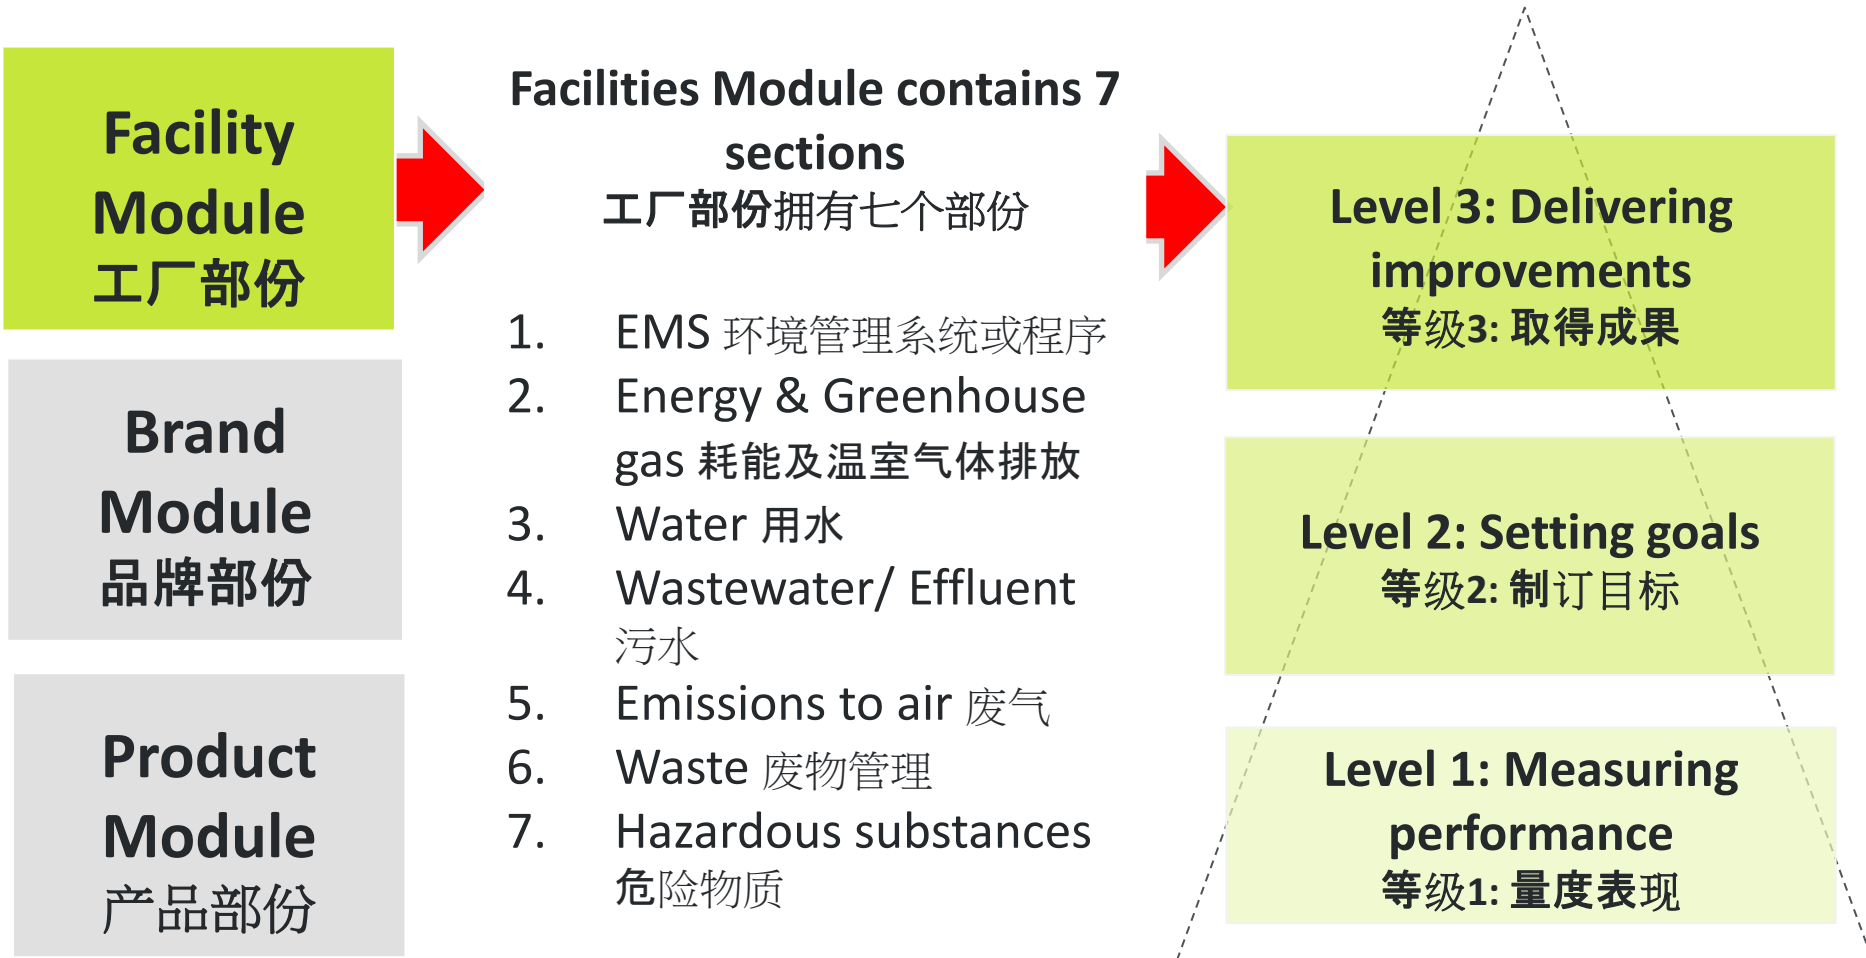 Facility
Module
工厂部份
Brand
Module
品牌部份
Product
Module
产品部份
Facilities Module contains 7
sections
工厂部份拥有七个部份
1. EMS 环境管理系统或程序
2. Energy & Greenhouse
gas 耗能及温室气体排放
3. Water 用水
4. Wastewater/ Effluent
污水
5. Emissions to air 废气
6. Waste 废物管理
7. Hazardous substances
危险物质
Level 3: Delivering
improvements
等级3: 取得成果
Level 2: Setting goals
等级2: 制订目标
Level 1: Measuring
performance
等级1: 量度表现